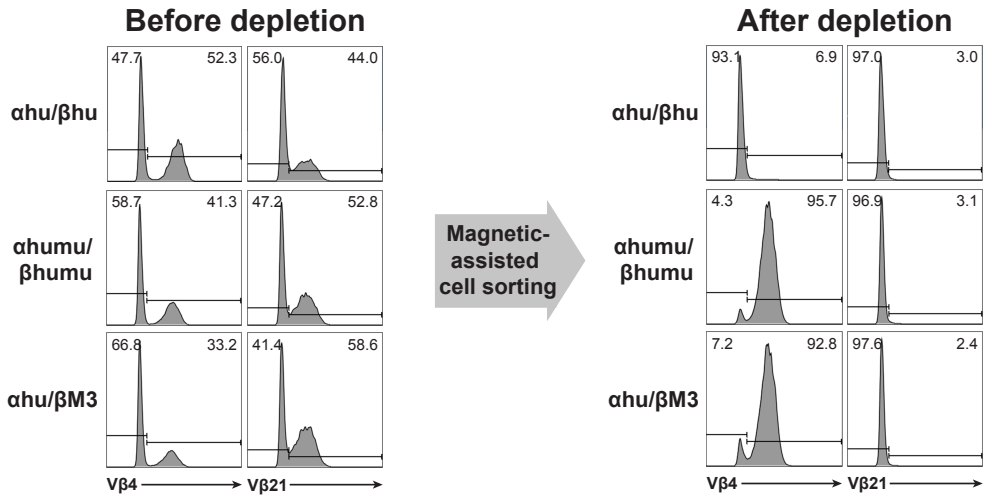 Before depletion
After depletion
47.7 52.3 56.0 44.0
αhu/βhu
58.7 41.3 47.2 52.8
αhumu/
βhumu
66.8 33.2 41.4 58.6
αhu/βM3
Vβ4 Vβ21
Magnetic-
assisted
cell sorting
93.1 6.9 97.0 3.0
αhu/βhu
4.3 95.7 96.9 3.1
αhumu/
βhumu
7.2 92.8 97.6 2.4
αhu/βM3
Vβ4 Vβ21